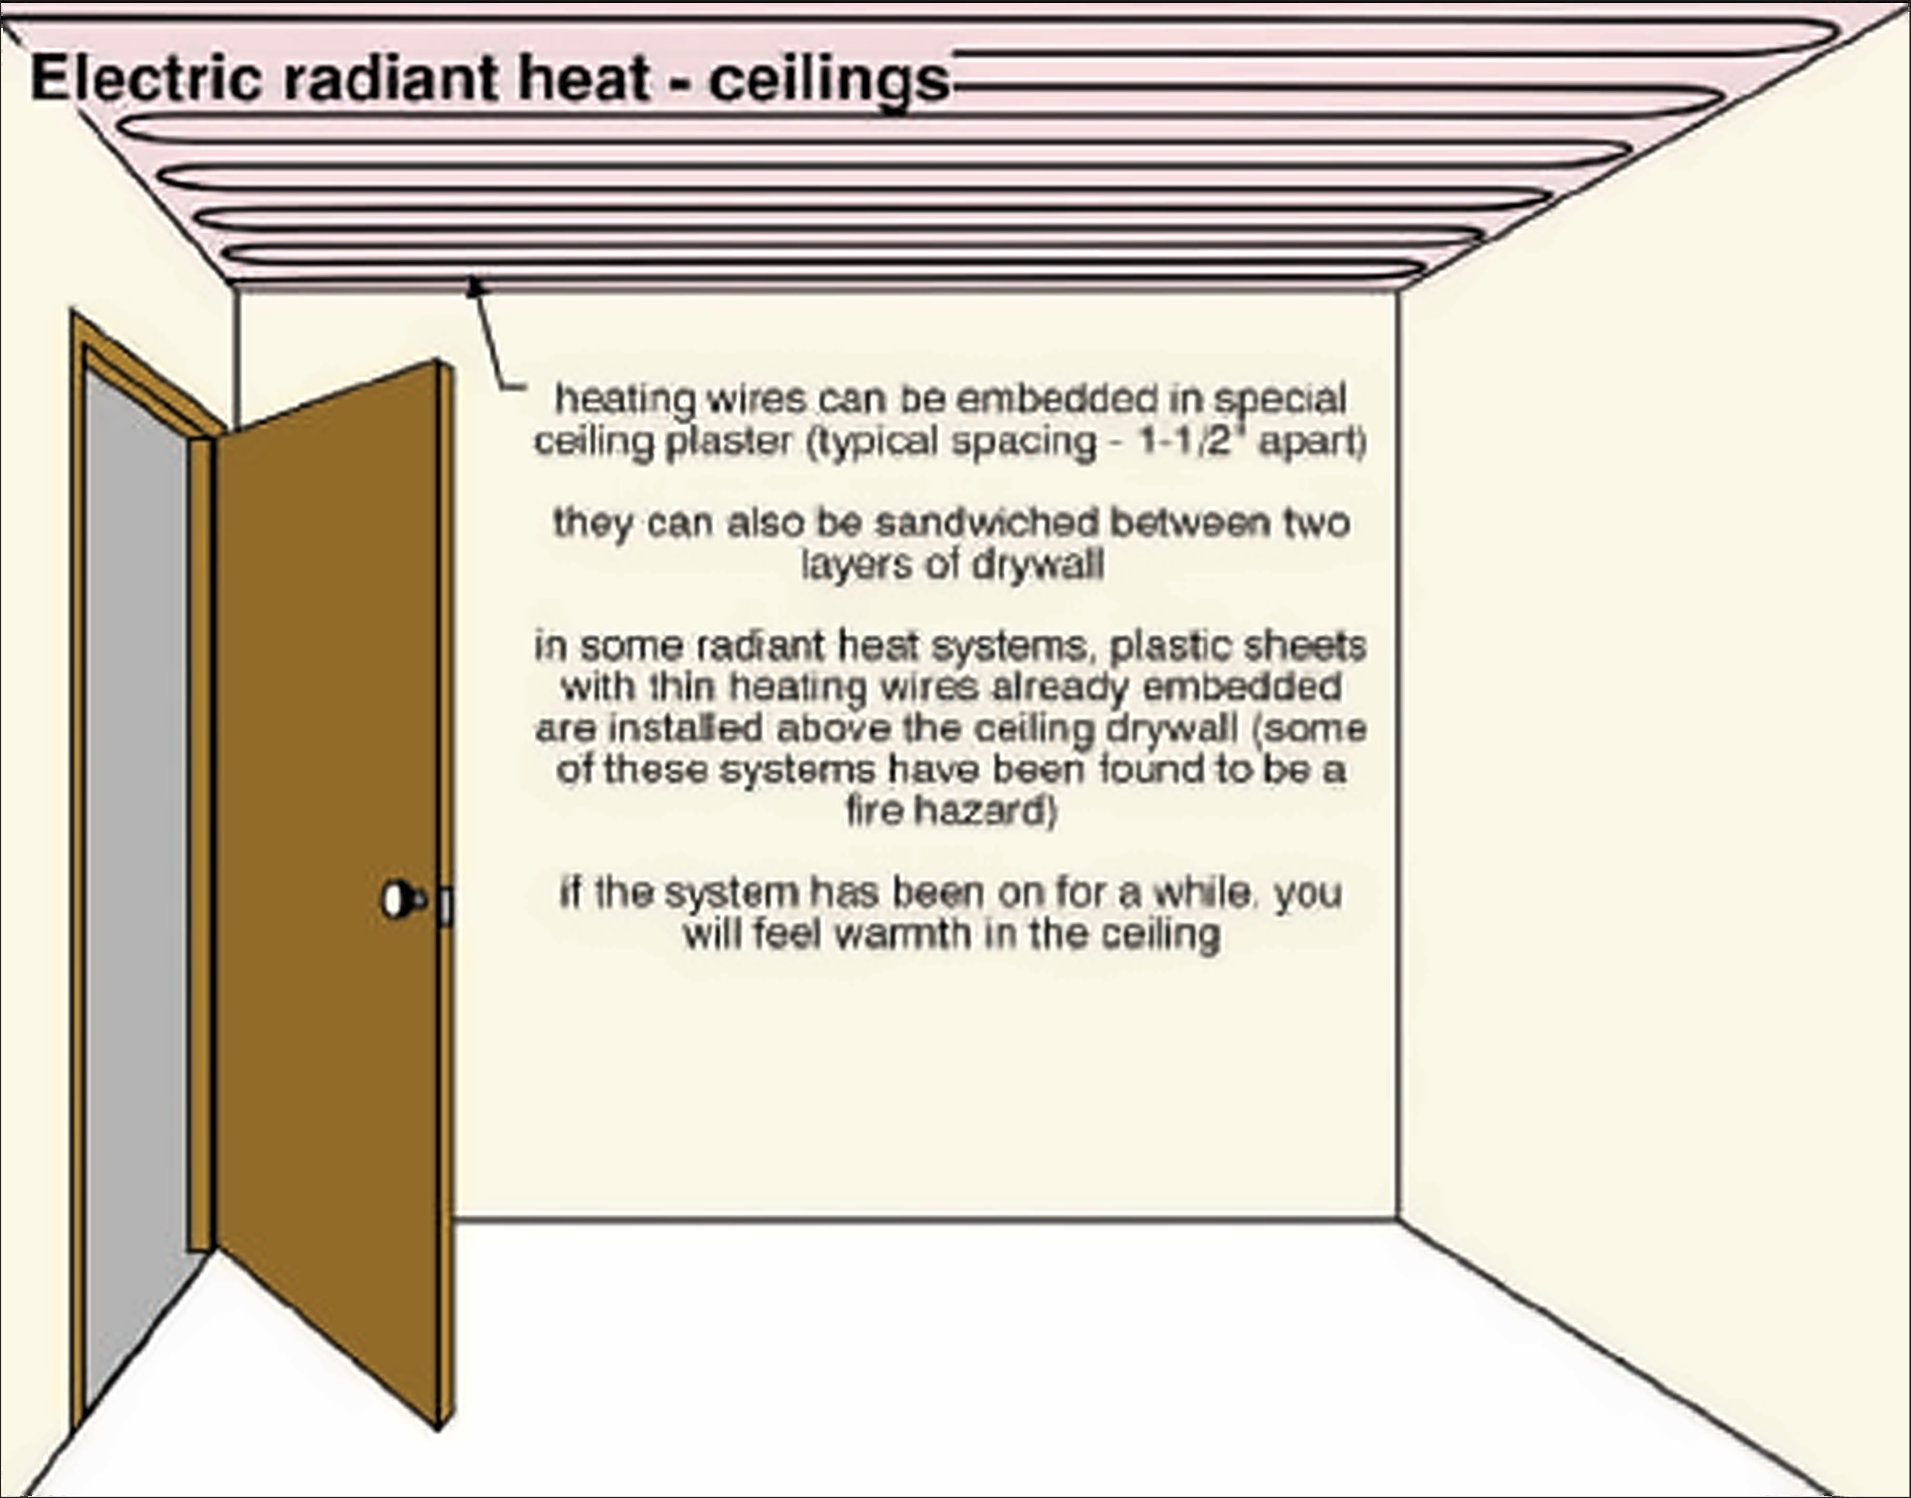 Electric radiant heat - ceilings
heating wires can be embedded in special
ceiling plaster (typical spacing - 1-1/2" apart)
they can also be sandwiched between two
layers of drywall
in some radiant heat systems, plastic sheets
with thin heating wires already embedded
are installed above the ceiling drywall (some
of these systems have been found to be a
fire hazard)
if the system has been on for a while, you
will feel warmth in the ceiling